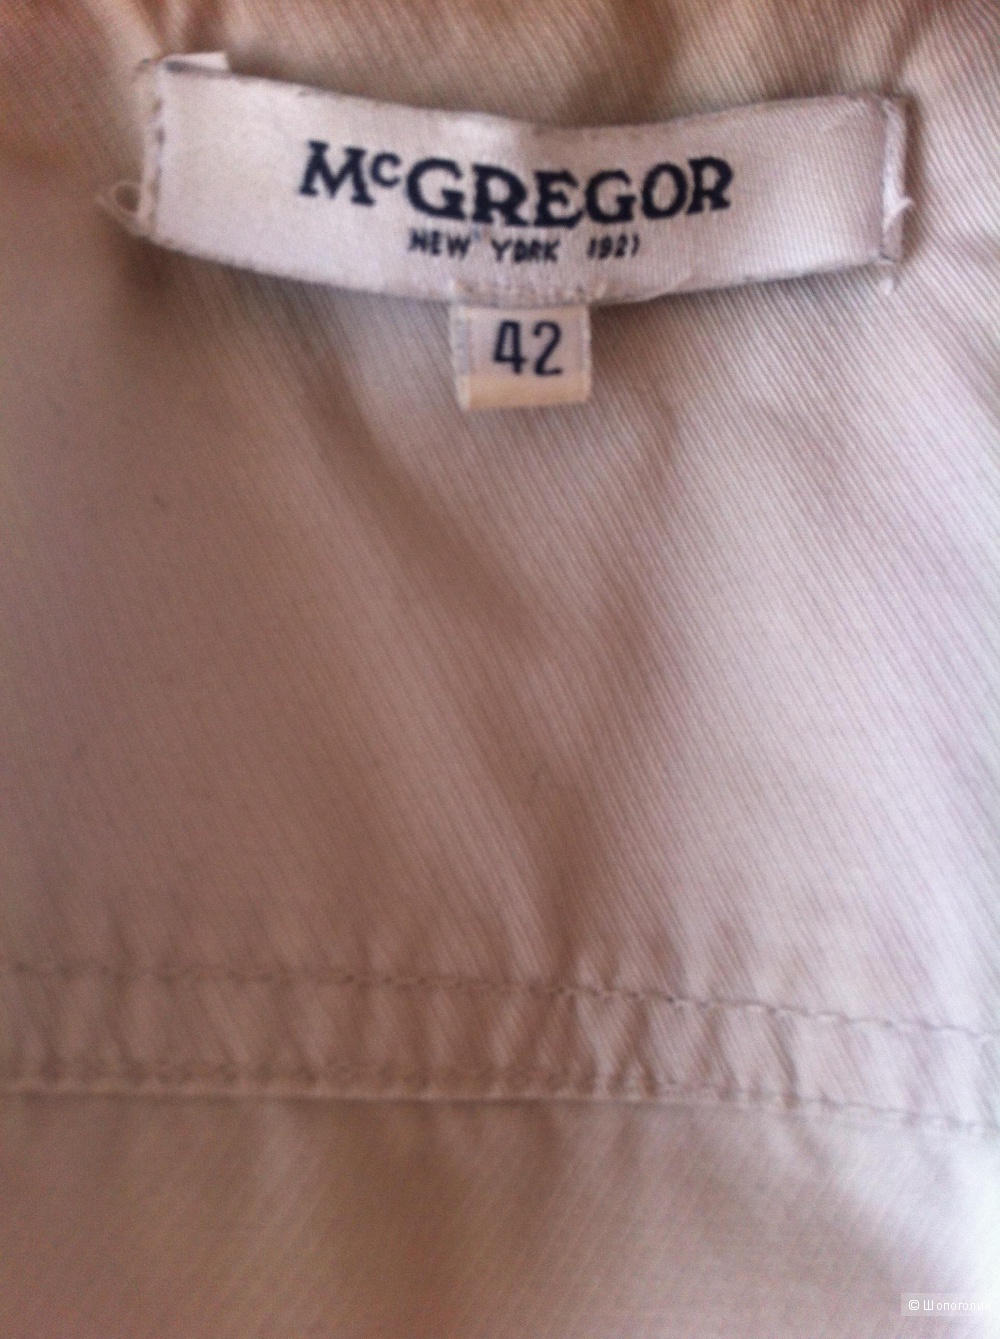 McGREGOR
NEW YORK 1921
42
© Шопоголик